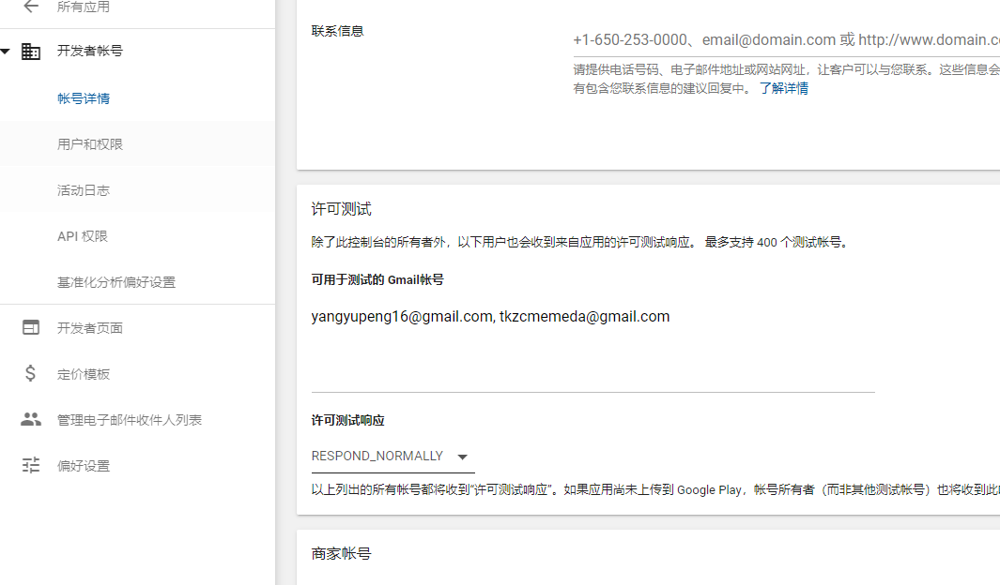 所有应用
开发者帐号
帐号详情
用户和权限
活动日志
API 权限
基准化分析偏好设置
开发者页面
定价模板
管理电子邮件收件人列表
偏好设置
联系信息
+1-650-253-0000、email@domain.com 或 http://www.domain.c
请提供电话号码、电子邮件地址或网站网址，让客户可以与您联系。这些信息会
有包含您联系信息的建议回复中。 了解详情
许可测试
除了此控制台的所有者外，以下用户也会收到来自应用的许可测试响应。 最多支持 400 个测试帐号。
可用于测试的 Gmail帐号
yangyupeng16@gmail.com, tkzcmemeda@gmail.com
许可测试响应
RESPOND_NORMALLY
以上列出的所有帐号都将收到“许可测试响应”。如果应用尚未上传到 Google Play，帐号所有者（而非其他测试帐号）也将收到此
商家帐号